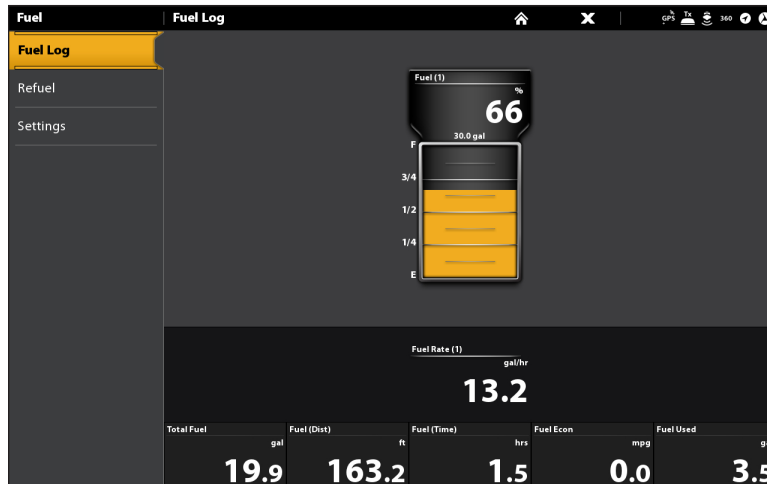 Fuel
Fuel Log
GPS
Tx
360
Fuel Log
Refuel
Settings
Fuel (1)
%
66
30.0 gal
F
3/4
1/2
1/4
E
Fuel Rate (1)
gal/hr
13.2
Total Fuel
gal
19.9
Fuel (Dist)
ft
163.2
Fuel (Time)
hrs
1.5
Fuel Econ
mpg
0.0
Fuel Used
3.5